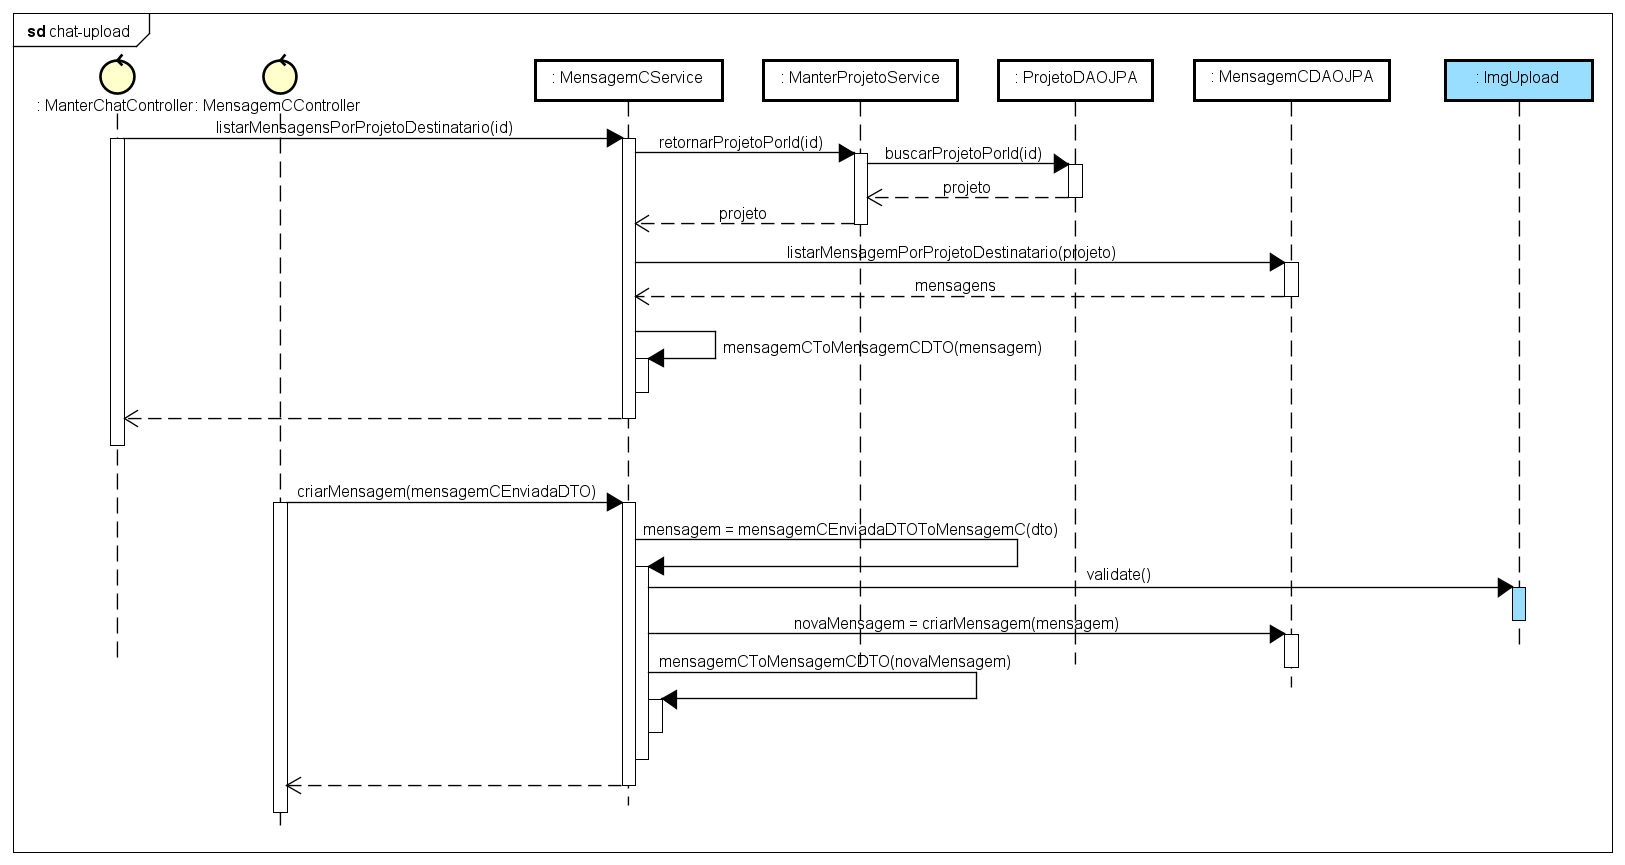 sd chat-upload
: ManterChatController
: MensagemCController
: MensagemCService
: ManterProjetoService
: ProjetoDAOJPA
: MensagemCDAOJPA
: ImgUpload
listarMensagensPorProjetoDestinatario(id)
retornarProjetoPorId(id)
buscarProjetoPorId(id)
projeto
projeto
listarMensagemPorProjetoDestinatario(projeto)
mensagens
mensagemCToMensagemCDTO(mensagem)
criarMensagem(mensagemCEnviadaDTO)
mensagem = mensagemCEnviadaDTOToMensagemC(dto)
validate()
novaMensagem = criarMensagem(mensagem)
mensagemCToMensagemCDTO(novaMensagem)